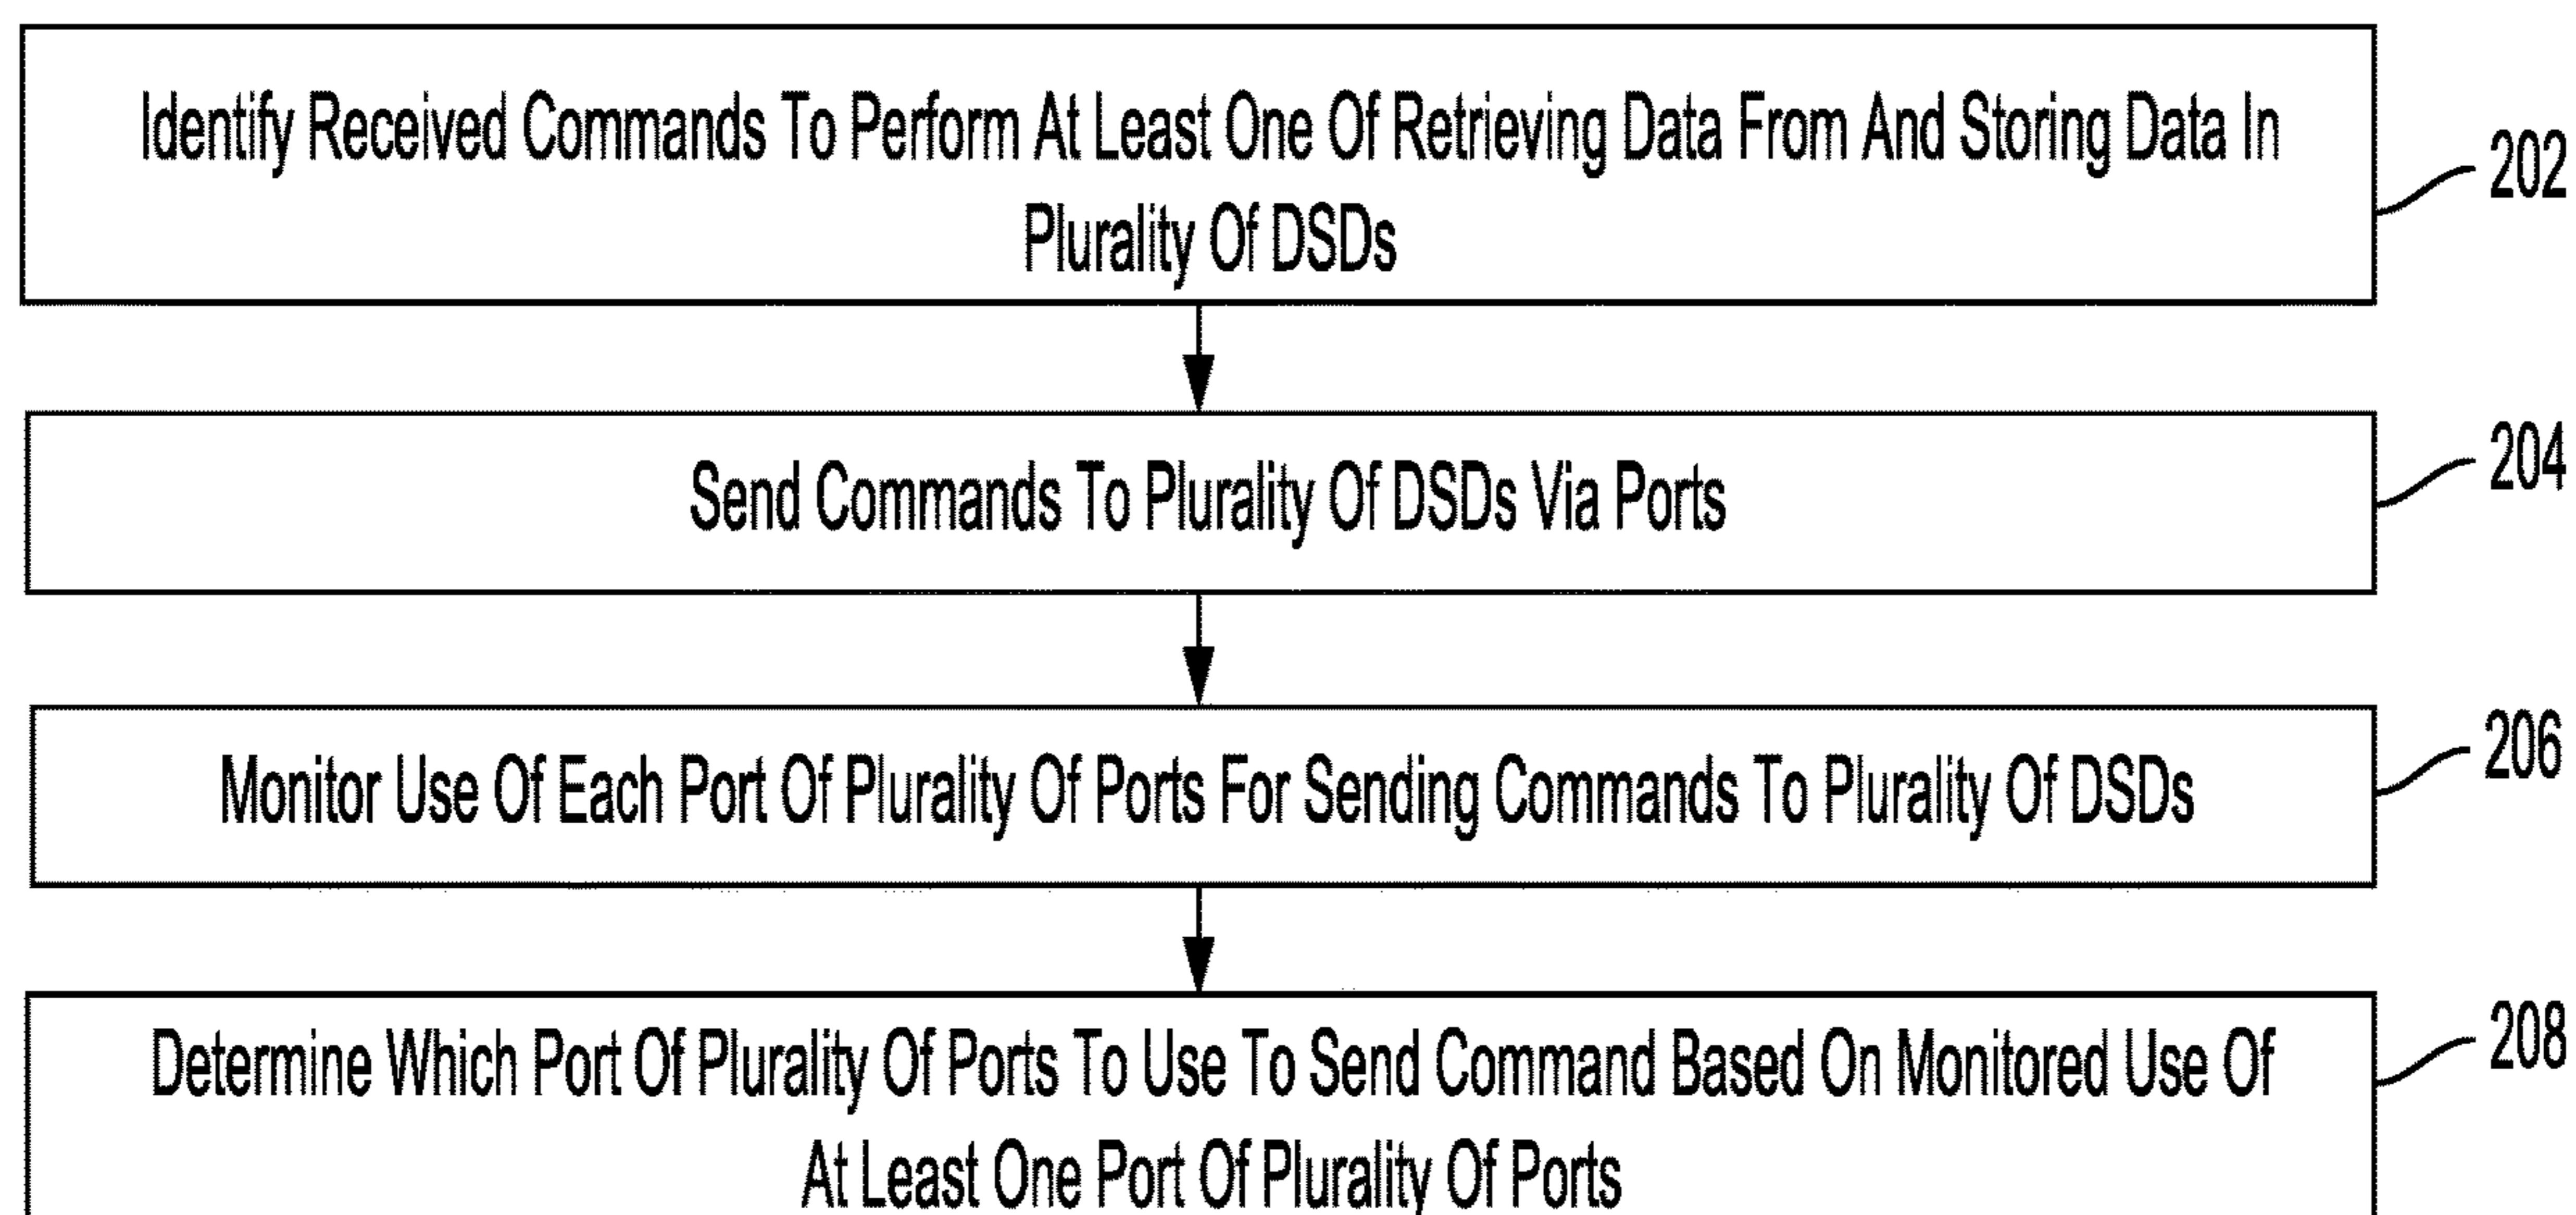 Identify Received Commands To Perform At Least One Of Retrieving Data From And Storing Data In
Plurality Of DSDs
202
Send Commands To Plurality Of DSDs Via Ports
204
Monitor Use Of Each Port Of Plurality Of Ports For Sending Commands To Plurality Of DSDs
206
Determine Which Port Of Plurality Of Ports To Use To Send Command Based On Monitored Use Of
At Least One Port Of Plurality Of Ports
208